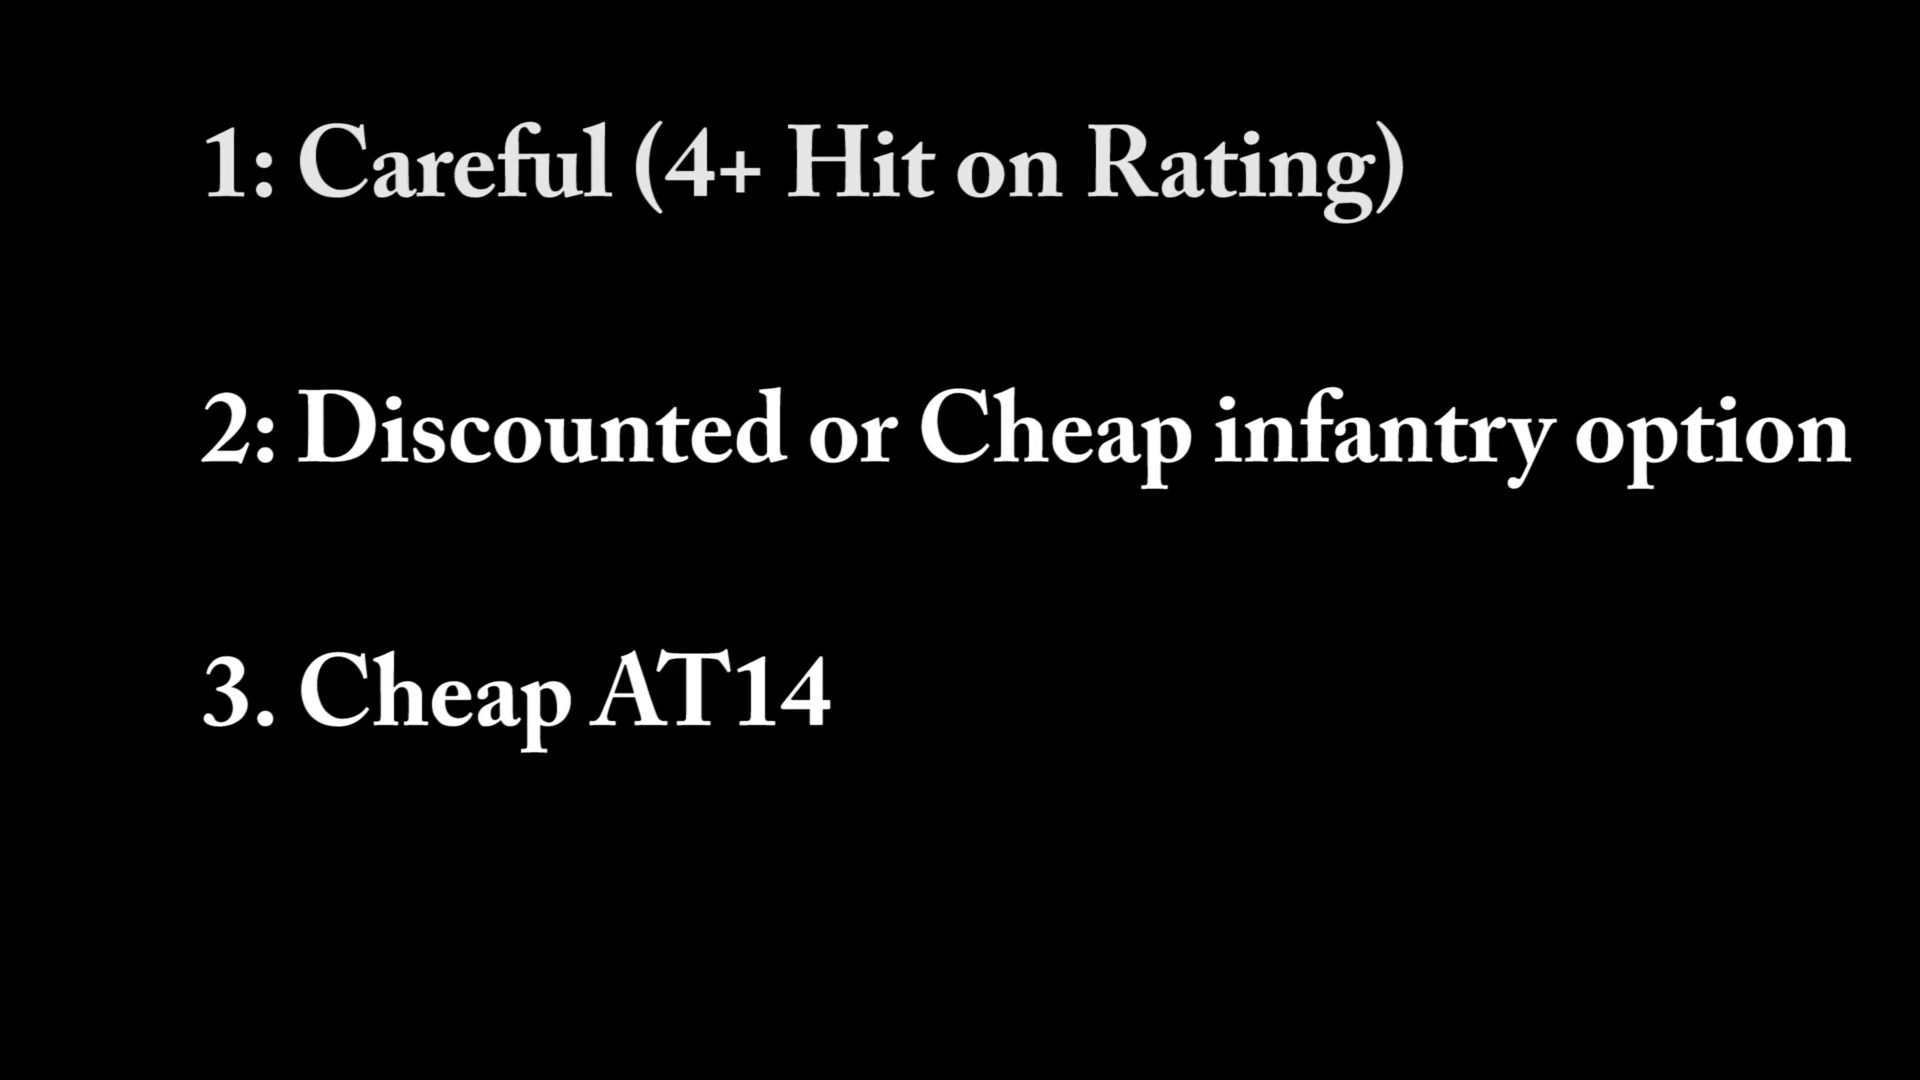 1: Careful (4+ Hit on Rating)
2: Discounted or Cheap infantry option
3. Cheap AT14